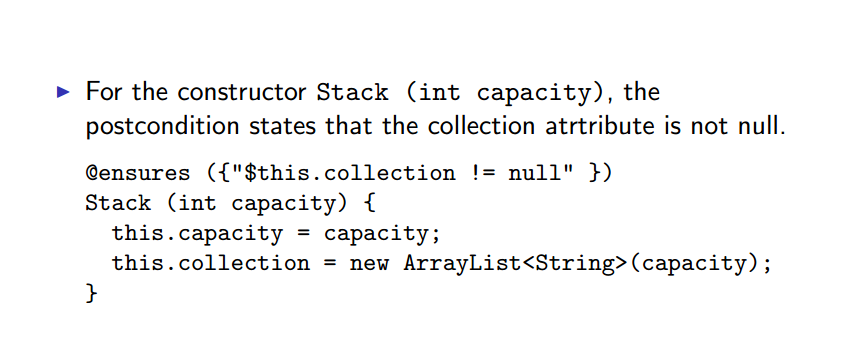 ▶ For the constructor Stack (int capacity), the
postcondition states that the collection atrtribute is not null.
@ensures ({"$this.collection != null" })
Stack (int capacity) {
this.capacity = capacity;
this.collection = new ArrayList<String>(capacity);
}